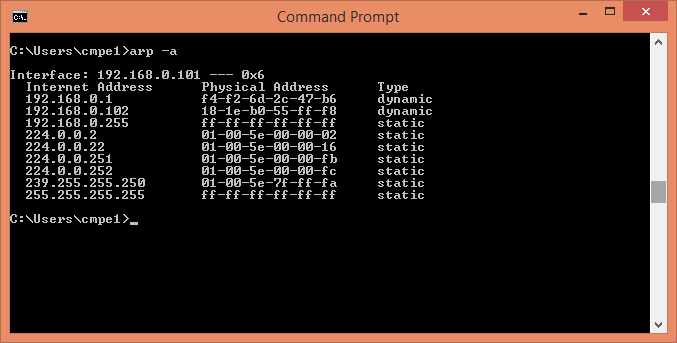 Command Prompt
C:\Users\cmpe1>arp -a
Interface: 192.168.0.101 --- 0x6
Internet Address Physical Address Type
192.168.0.1 f4-f2-6d-2c-47-b6 dynamic
192.168.0.102 18-1e-b0-55-ff-f8 dynamic
192.168.0.255 ff-ff-ff-ff-ff-ff static
224.0.0.2 01-00-5e-00-00-02 static
224.0.0.22 01-00-5e-00-00-16 static
224.0.0.251 01-00-5e-00-00-fb static
224.0.0.252 01-00-5e-00-00-fc static
239.255.255.250 01-00-5e-7f-ff-fa static
255.255.255.255 ff-ff-ff-ff-ff-ff static
C:\Users\cmpe1>_